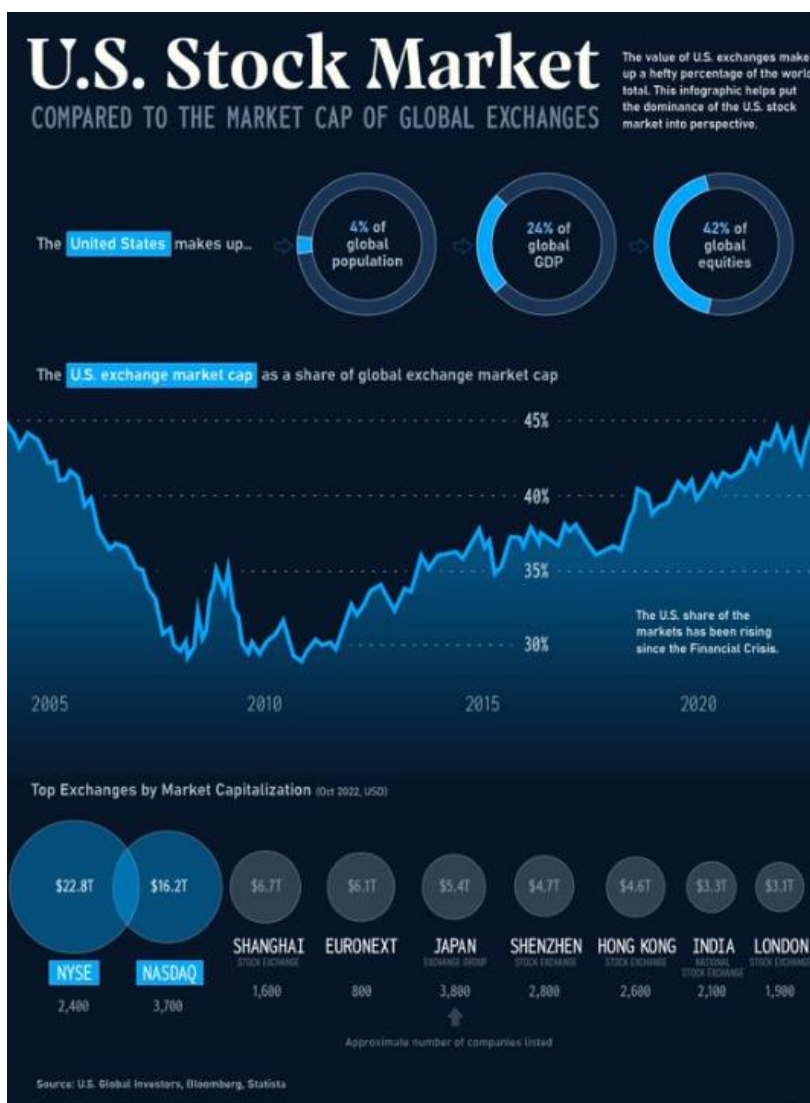 U.S. Stock Market
COMPARED TO THE MARKET CAP OF GLOBAL EXCHANGES
The value of U.S. exchanges make
up a hefty percentage of the world
total. This infographic helps put
the dominance of the U.S. stock
market into perspective.
The United States makes up...
4% of
global
population
24% of
global
GDP
42% of
global
equities
The U.S. exchange market cap as a share of global exchange market cap
45%
40%
35%
30%
The U.S. share of the
markets has been rising
since the Financial Crisis.
2005 2010 2015 2020
Top Exchanges by Market Capitalization (Oct 2022, USD)
$22.8T $16.2T $6.7T $6.1T $5.4T $4.7T $4.6T $3.3T $3.1T
NYSE
2,400
NASDAQ
3,700
SHANGHAI
STOCK EXCHANGE
1,600
EURONEXT
800
JAPAN
EXCHANGE GROUP
3,800
SHENZHEN
STOCK EXCHANGE
2,800
HONG KONG
STOCK EXCHANGE
2,600
INDIA
NATIONAL
STOCK EXCHANGE
2,100
LONDON
STOCK EXCHANGE
1,900
Approximate number of companies listed
Source: U.S. Global Investors, Bloomberg, Statista